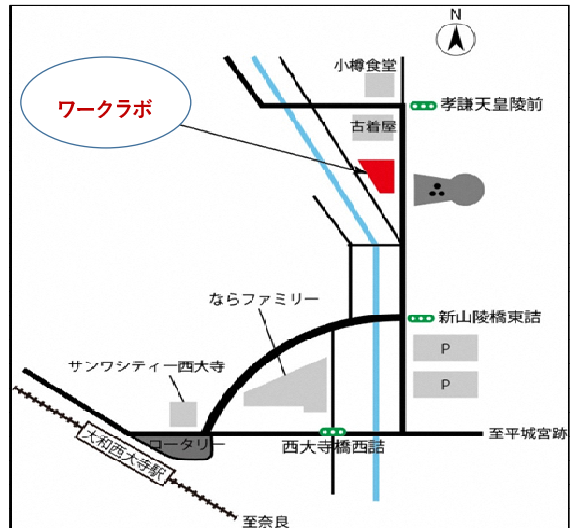 N
小樽食堂
孝謙天皇陵前
ワークラボ
古着屋
ならファミリー
新山陵橋東詰
P
サンワシティー西大寺
P
ロータリー
西大寺橋西詰
至平城宮跡
大和西大寺駅
至奈良